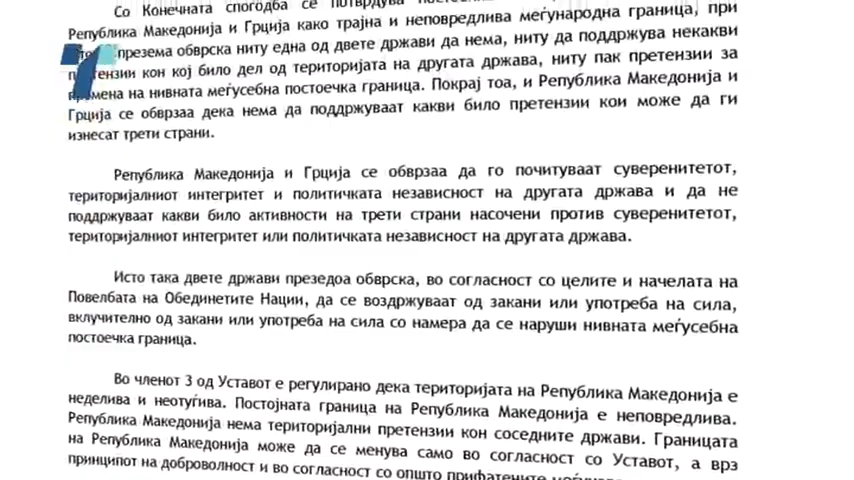 Со Конечната спогодба се потврдува
Република Македонија и Грција како трајна и неповредлива меѓународна граница, при
презема обврска ниту една од двете држави да нема, ниту да поддржува некакви
претензии кон кој било дел од територијата на другата држава, ниту пак претензии за
промена на нивната меѓусебна постоечка граница. Покрај тоа, и Република Македонија и
Грција се обврзаа дека нема да поддржуваат какви било претензии кои може да ги
изнесат трети страни.
Република Македонија и Грција се обврзаа да го почитуваат суверенитетот,
територијалниот интегритет и политичката независност на другата држава и да не
поддржуваат какви било активности на трети страни насочени против суверенитетот,
територијалниот интегритет или политичката независност на другата држава.
Исто така двете држави презедоа обврска, во согласност со целите и начелата на
Повелбата на Обединетите Нации, да се воздржуваат од закани или употреба на сила,
вклучително од закани или употреба на сила со намера да се наруши нивната меѓусебна
постоечка граница.
Во членот 3 од Уставот е регулирано дека територијата на Република Македонија е
неделива и неотуѓива. Постојната граница на Република Македонија е неповредлива.
Република Македонија нема територијални претензии кон соседните држави. Границата
на Република Македонија може да се менува само во согласност со Уставот, а врз
принципот на доброволност и во согласност со општо прифатените